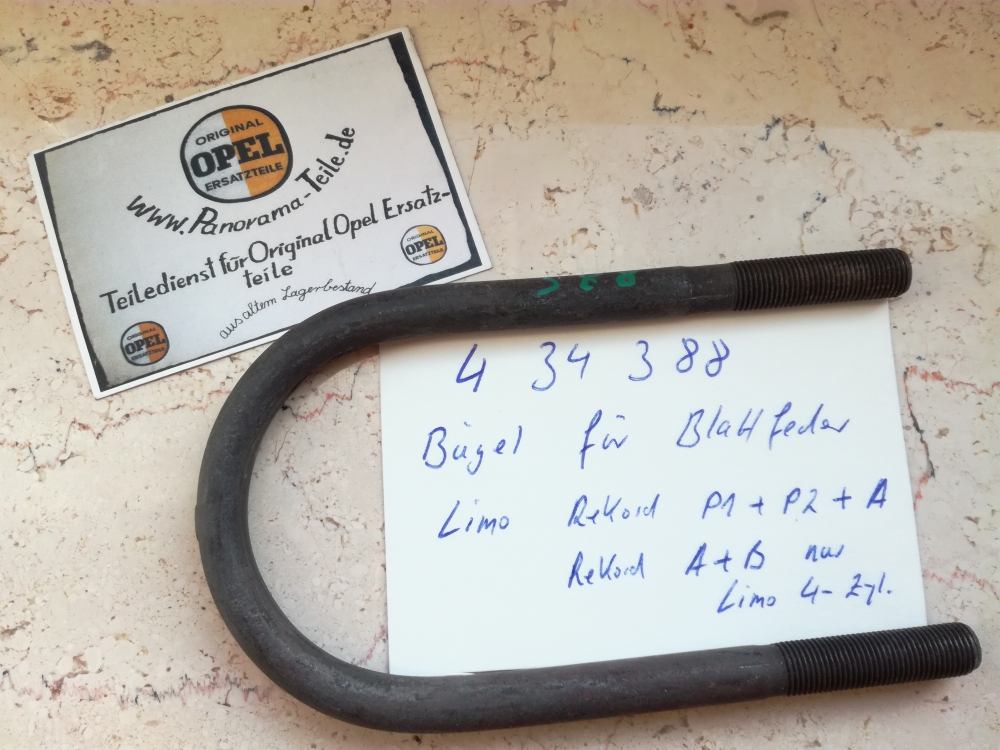 ORIGINAL
OPEL
ERSATZTEILE
www.Panorama-Teile.de
Teiledienst für Original Opel Ersatz-
teile
aus altem Lagerbestand
ORIGINAL
OPEL
ERSATZTEILE
ORIGINAL
OPEL
ERSATZTEILE
4 34 388
Bügel für Blattfeder
Limo Rekord P1 + P2 + A
Rekord A + B nur
Limo 4-Zyl.